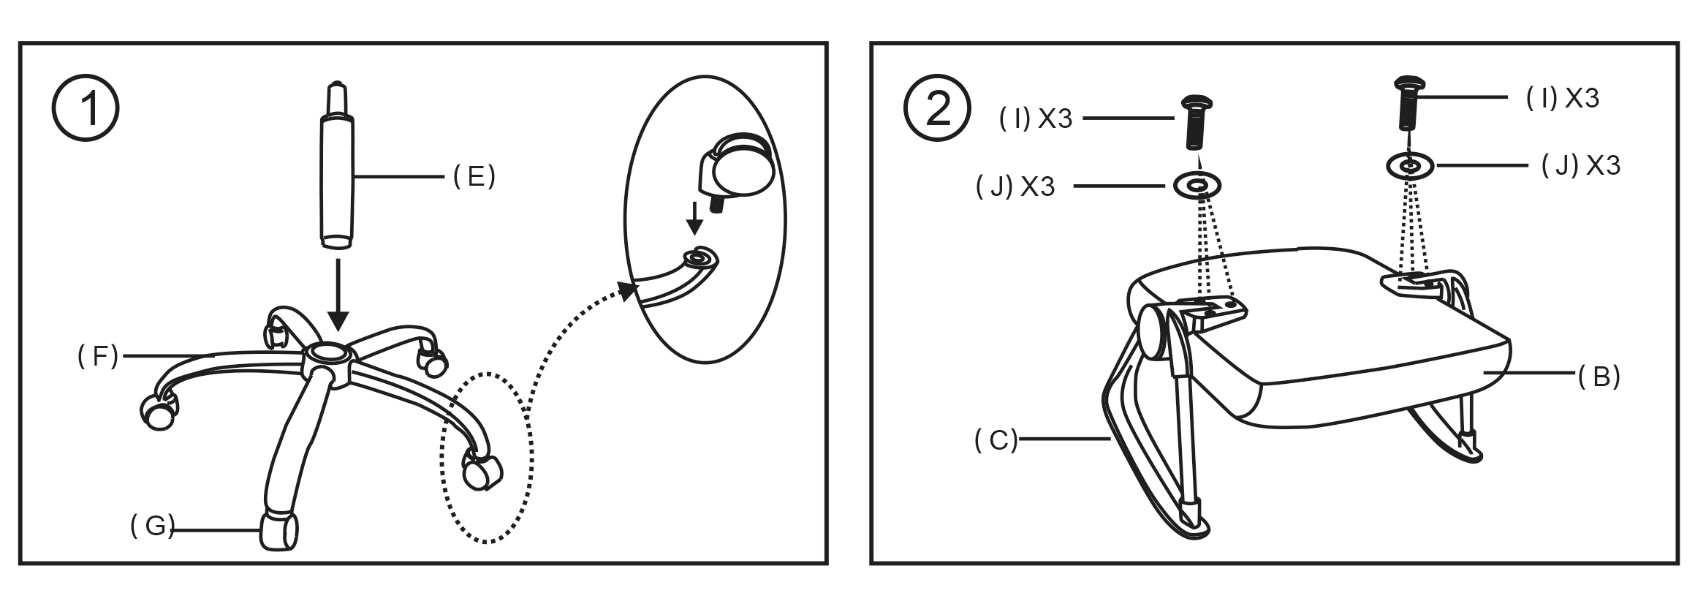 1
( E )
( F )
( G )
2
( I ) X3
( I ) X3
( J ) X3
( J ) X3
( B )
( C )